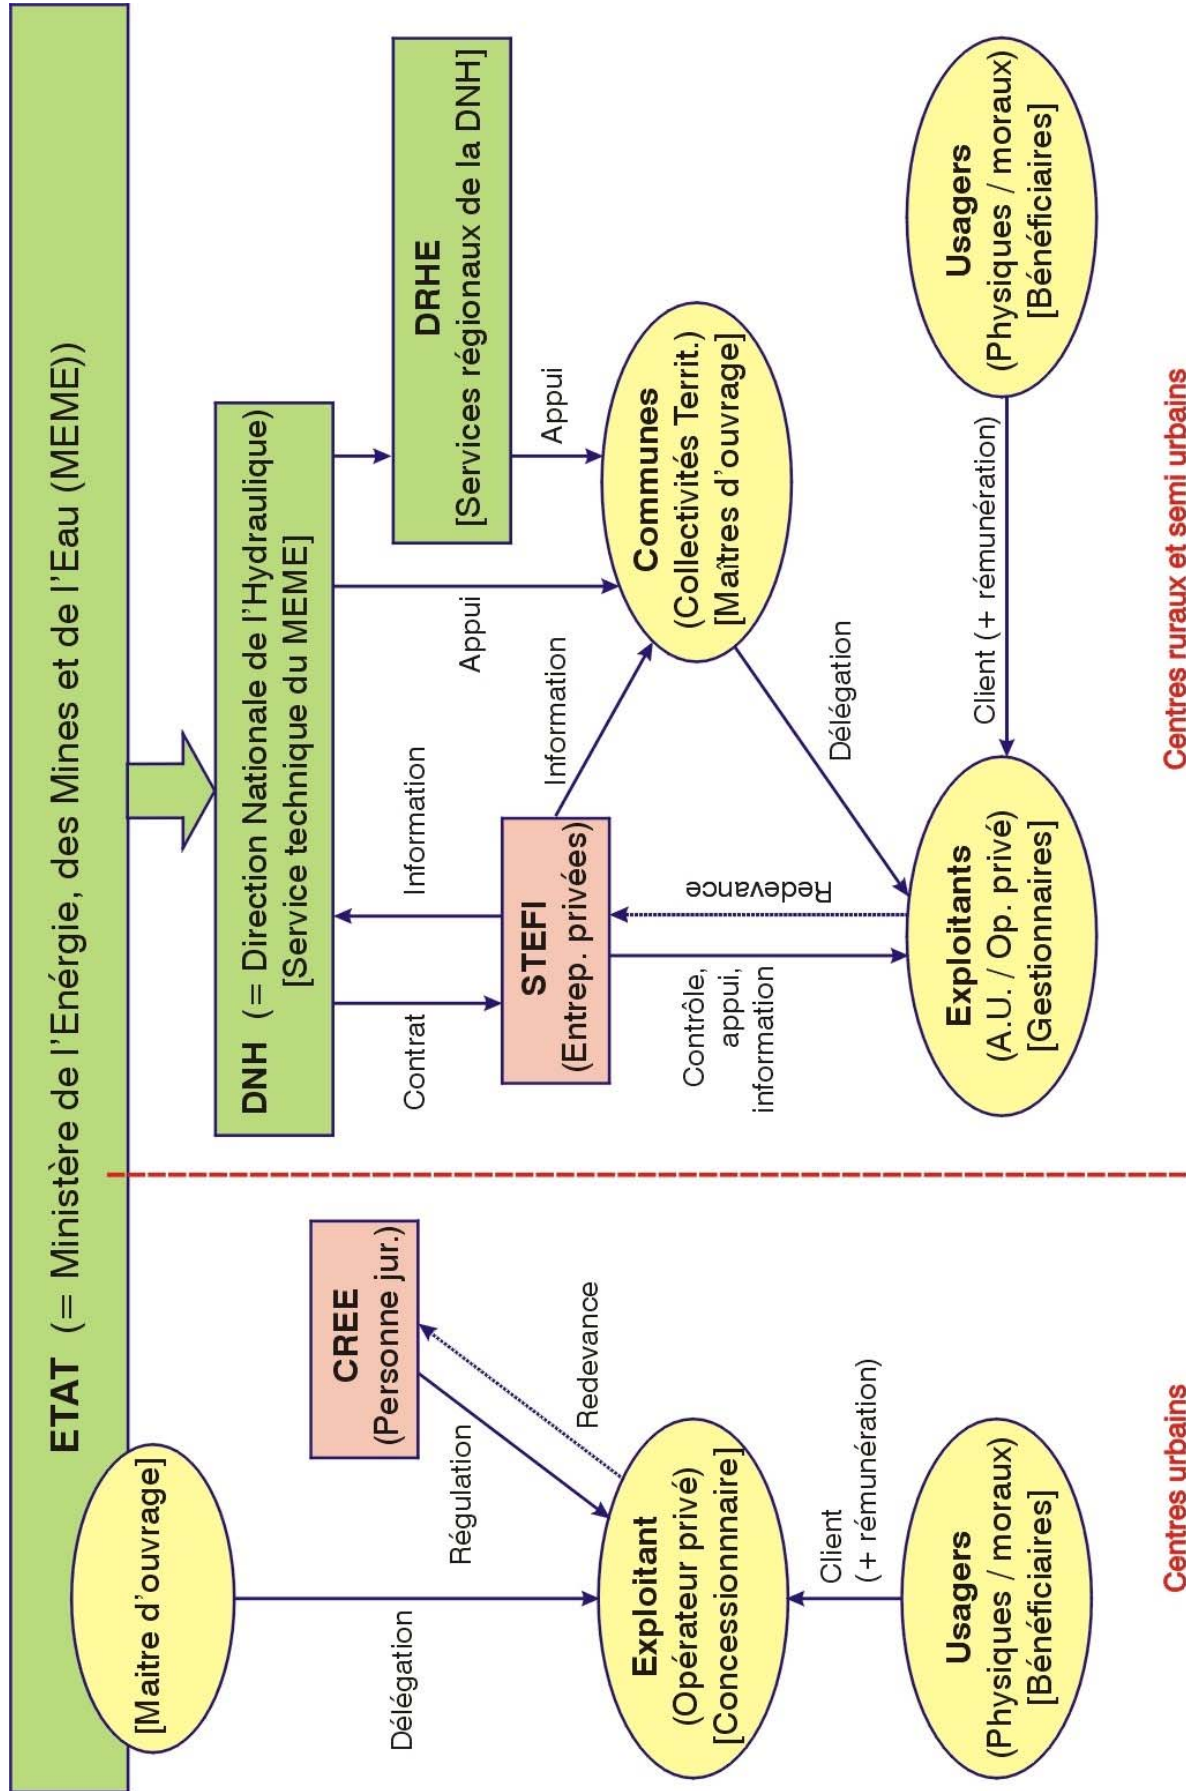 ETAT (= Ministère de l'Enérgie, des Mines et de l'Eau (MEME))
[Maitre d'ouvrage]
Délégation
CREE
(Personne jur.)
Régulation
Redevance
Exploitant
(Opérateur privé)
[Concessionnnaire]
Client
(+ rémunération)
Usagers
(Physiques / moraux)
[Bénéficiaires]
Centres urbains
DNH (= Direction Nationale de l'Hydraulique)
[Service technique du MEME]
Contrat
Information
Appui
DRHE
[Services régionaux de la DNH]
Appui
STEFI
(Entrep. privées)
Information
Communes
(Collectivités Territ.)
[Maîtres d'ouvrage]
Contrôle,
appui,
information
Redevance
Délégation
Exploitants
(A.U. / Op. privé)
[Gestionnaires]
Client (+ rémunération)
Usagers
(Physiques / moraux)
[Bénéficiaires]
Centres ruraux et semi urbains